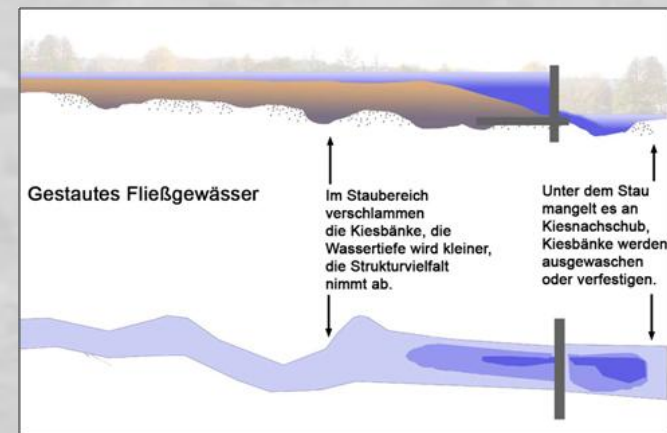 Gestautes Fließgewässer
Im Staubereich
verschlammen
die Kiesbänke, die
Wassertiefe wird kleiner,
die Strukturvielfalt
nimmt ab.
Unter dem Stau
mangelt es an
Kiesnachschub,
Kiesbänke werden
ausgewaschen
oder verfestigen.